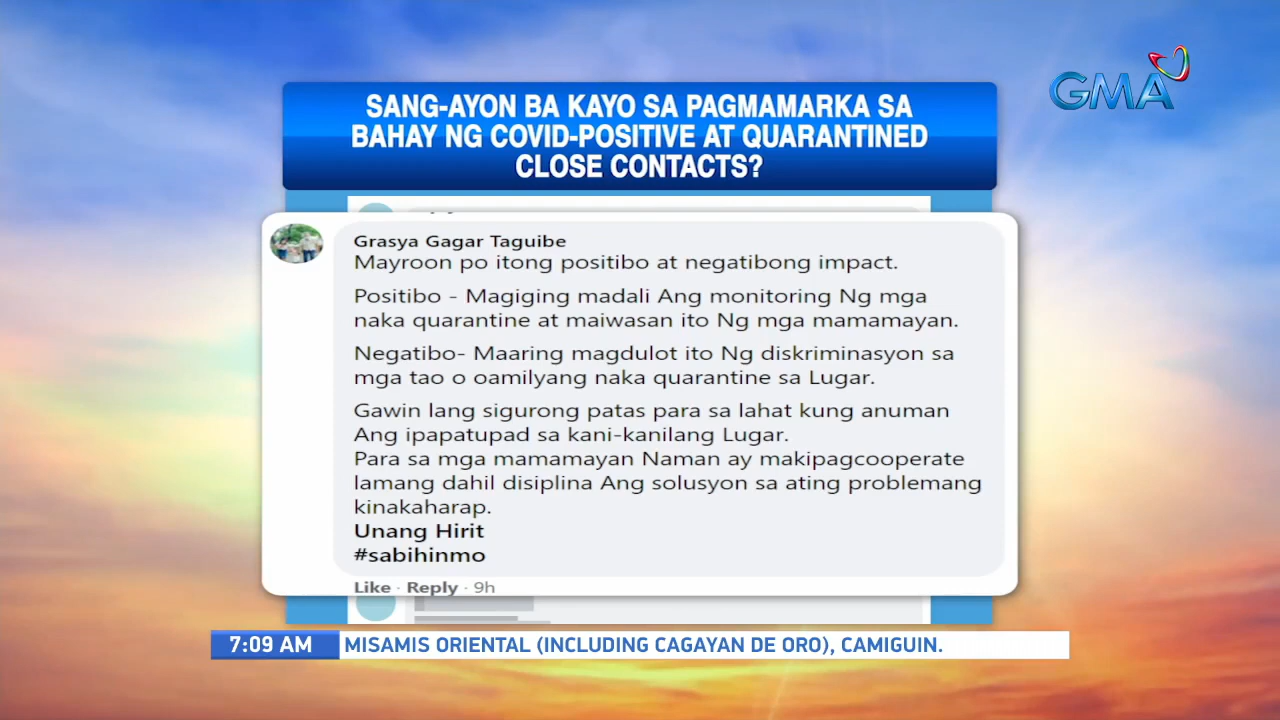 GMA
SANG-AYON BA KAYO SA PAGMAMARKA SA
BAHAY NG COVID-POSITIVE AT QUARANTINED
CLOSE CONTACTS?
Grasya Gagar Taguibe
Mayroon po itong positibo at negatibong impact.
Positibo - Magiging madali Ang monitoring Ng mga
naka quarantine at maiwasan ito Ng mga mamamayan.
Negatibo- Maaring magdulot ito Ng diskriminasyon sa
mga tao o oamilyang naka quarantine sa Lugar.
Gawin lang sigurong patas para sa lahat kung anuman
Ang ipapatupad sa kani-kanilang Lugar.
Para sa mga mamamayan Naman ay makipagcooperate
lamang dahil disiplina Ang solusyon sa ating problemang
kinakaharap.
Unang Hirit
#sabihinmo
Like · Reply · 9h
7:09 AM MISAMIS ORIENTAL (INCLUDING CAGAYAN DE ORO), CAMIGUIN.